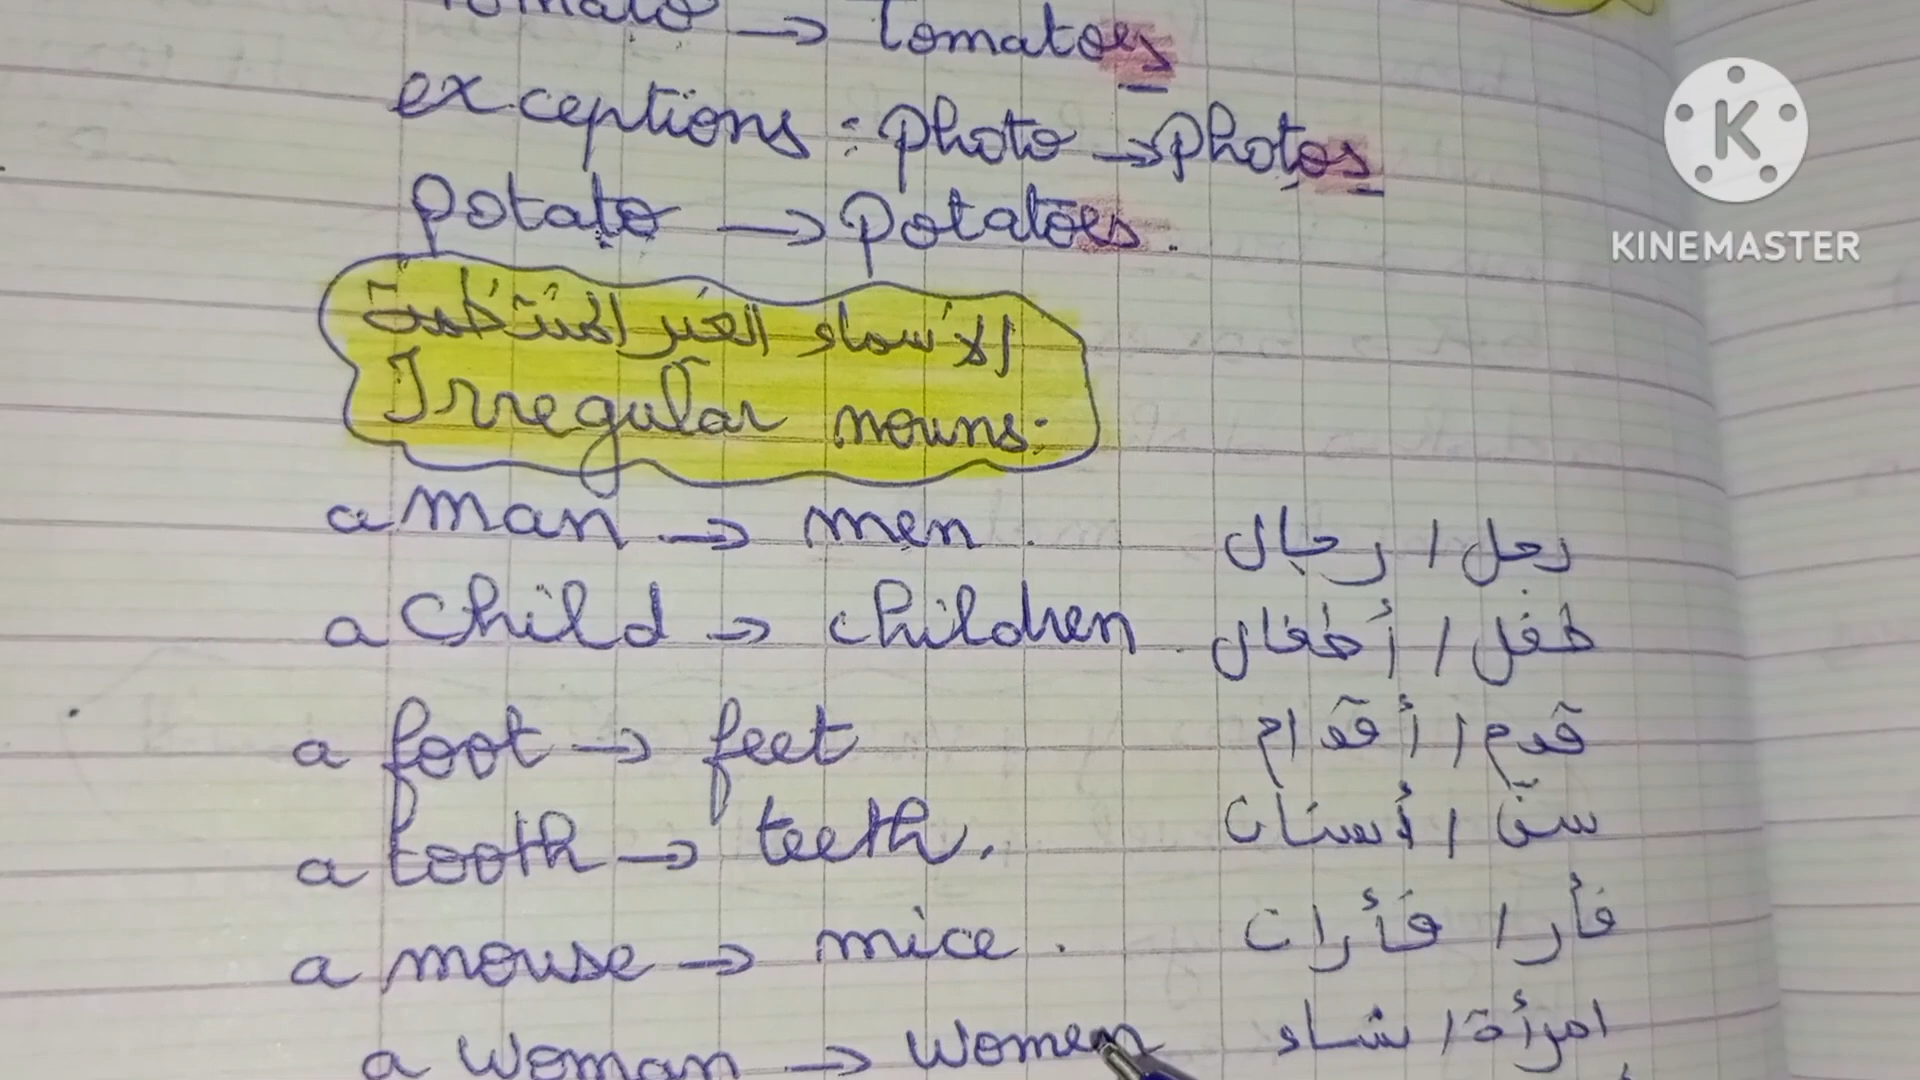 tomato → Tomatoes
exceptions: photo → Photos
potato → Potatoes.
الأسماء الغير المنتظمة
Irregular nouns:
a man → men. رجل / رجال
a child → children. طفل / أطفال
a foot → feet قدم / أقدام
a tooth → teeth. سن / أسنان
a mouse → mice. فأر / فأرات
a woman → women امرأة / نساء
K
KINEMASTER